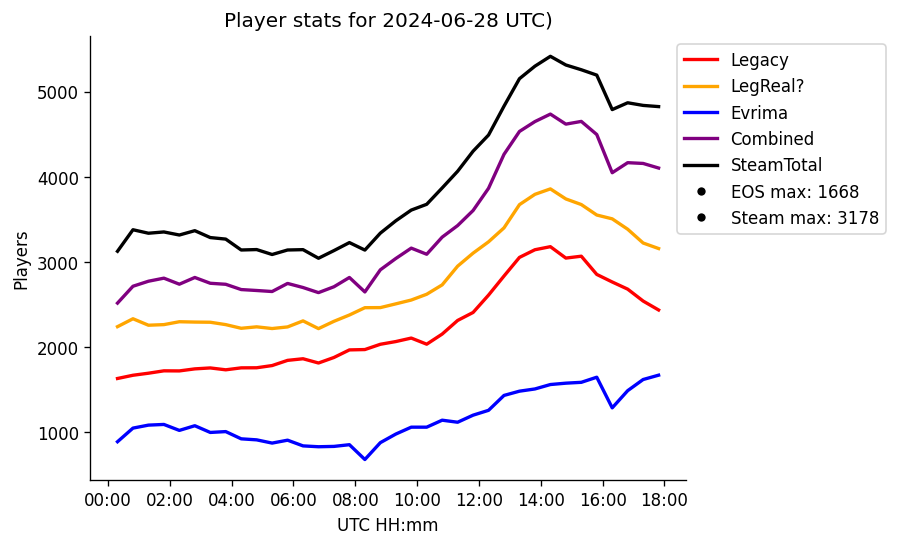 Player stats for 2024-06-28 UTC)
Players
5000
4000
3000
2000
1000
00:00 02:00 04:00 06:00 08:00 10:00 12:00 14:00 16:00 18:00
UTC HH:mm
Legacy
LegReal?
Evrima
Combined
SteamTotal
EOS max: 1668
Steam max: 3178